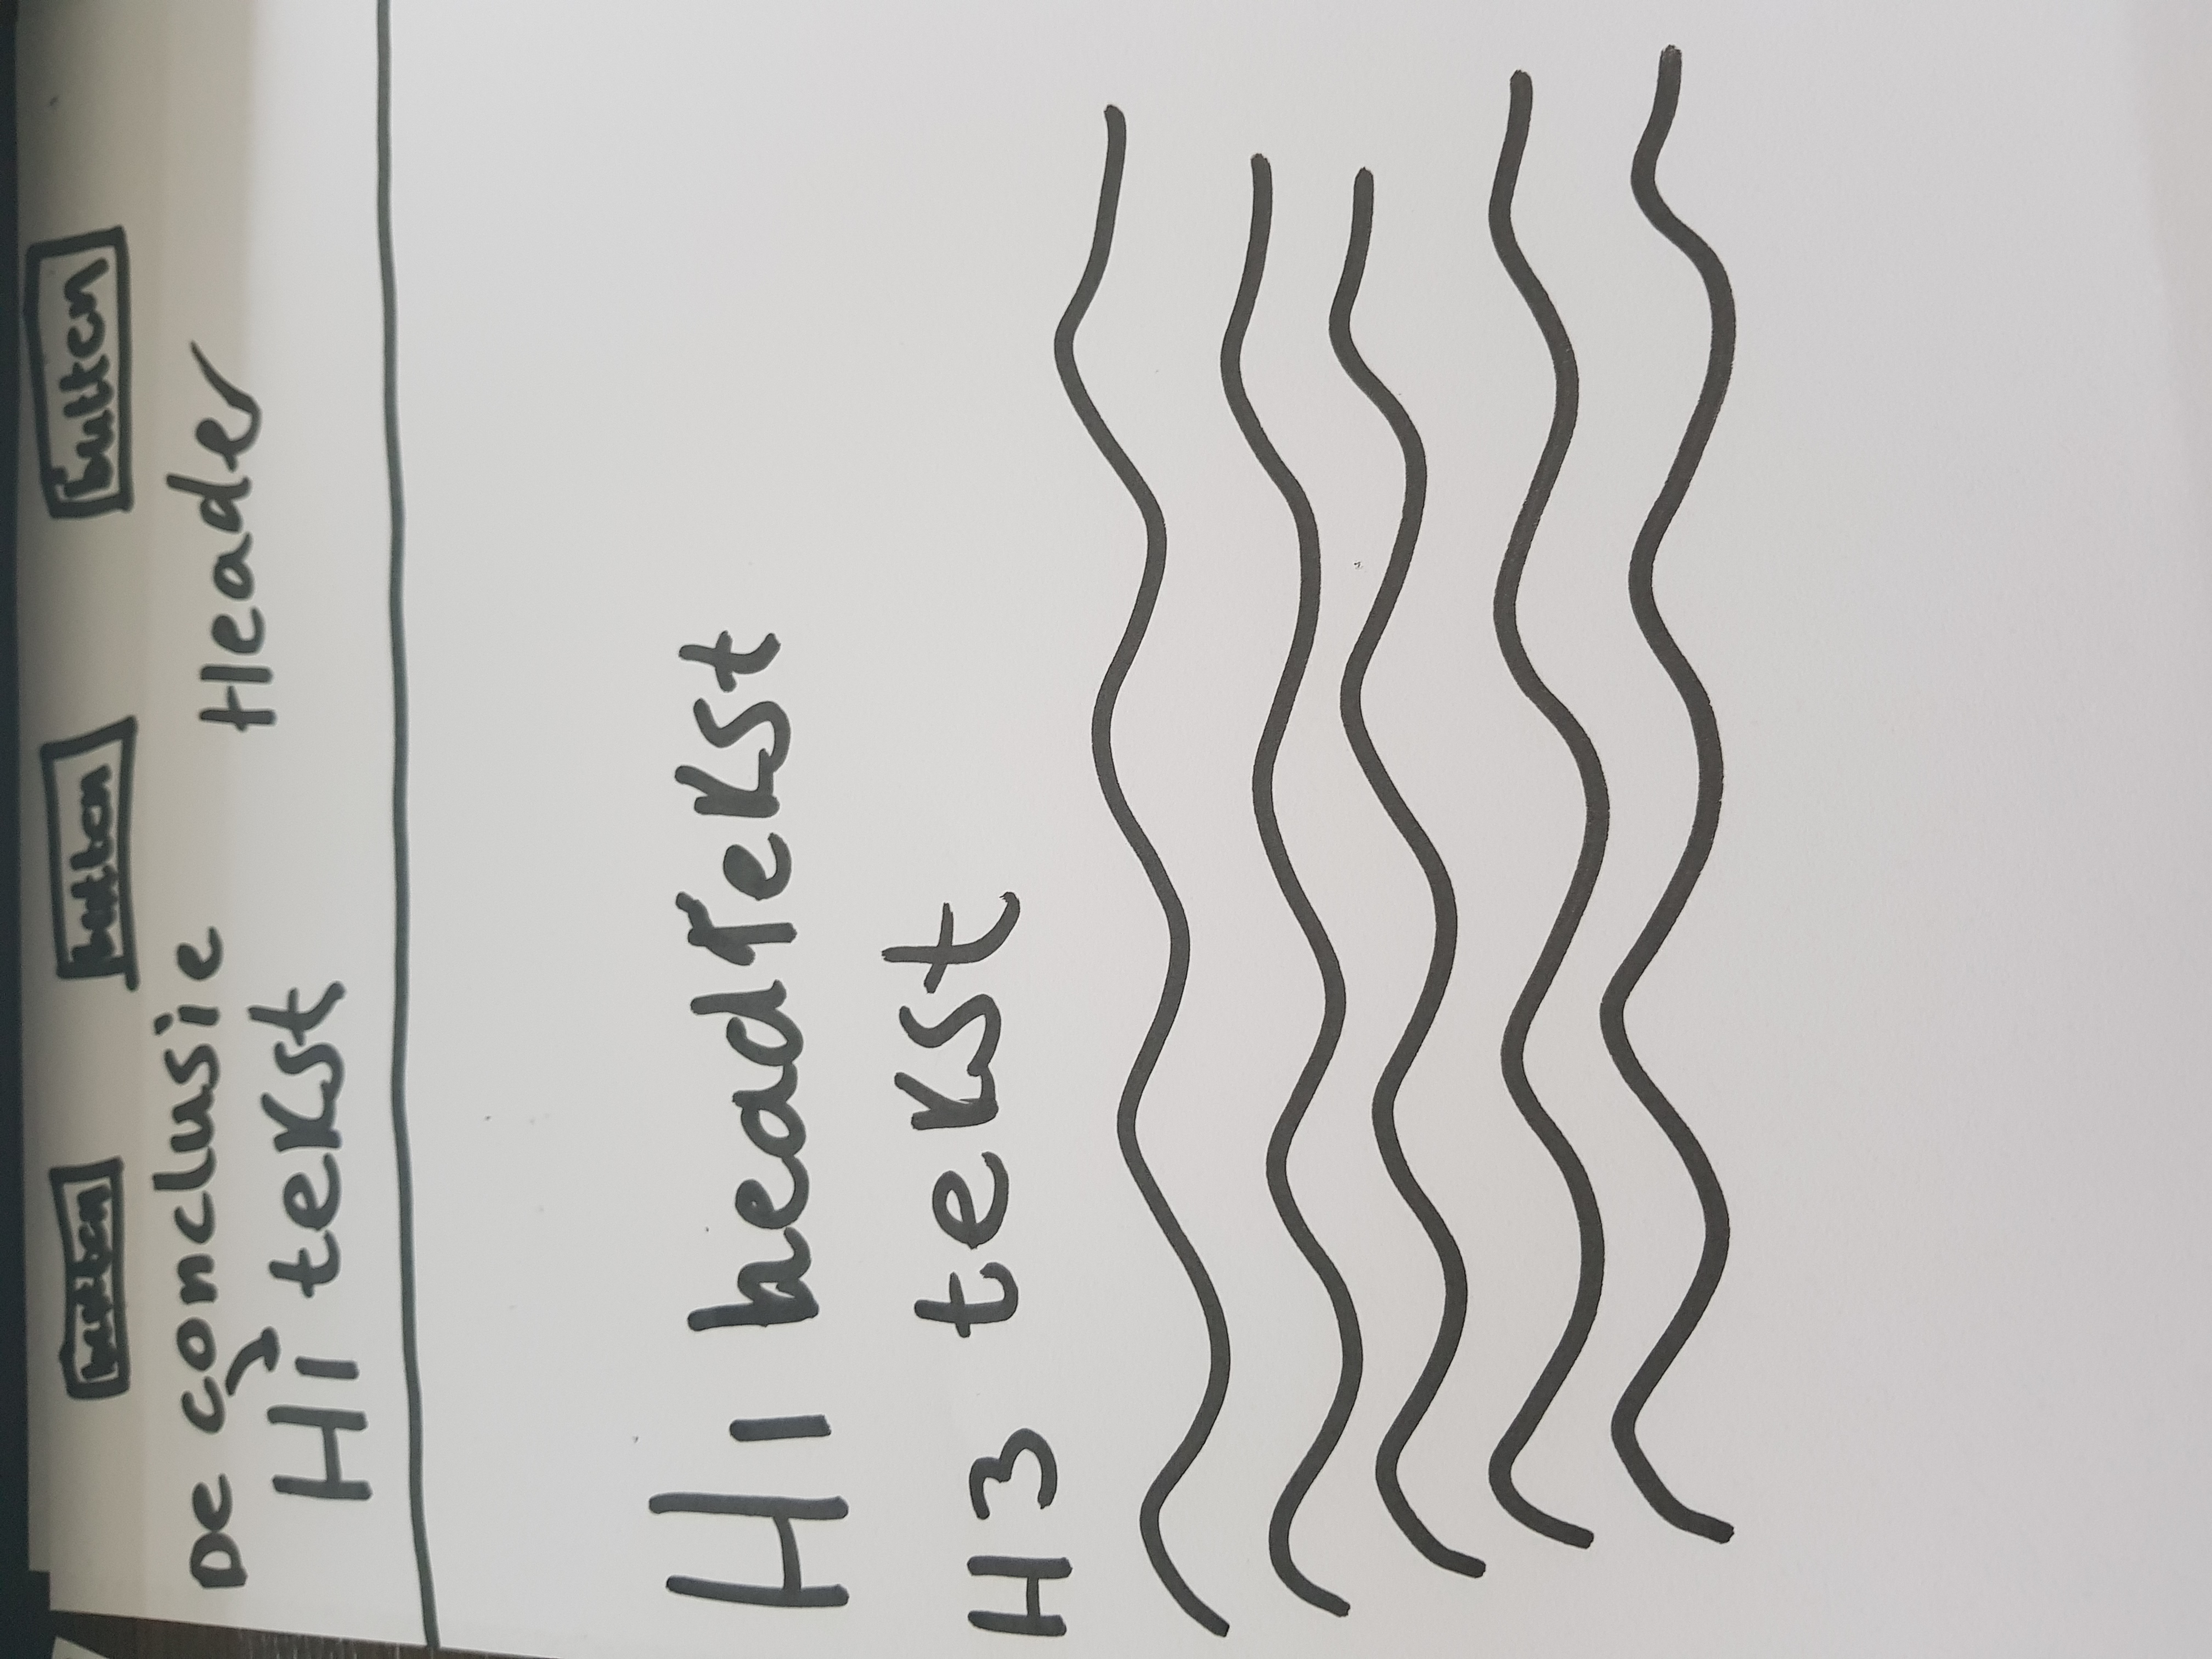 button button button
De conclusie
Header
H1 tekst
H1 headtekst
H3 tekst